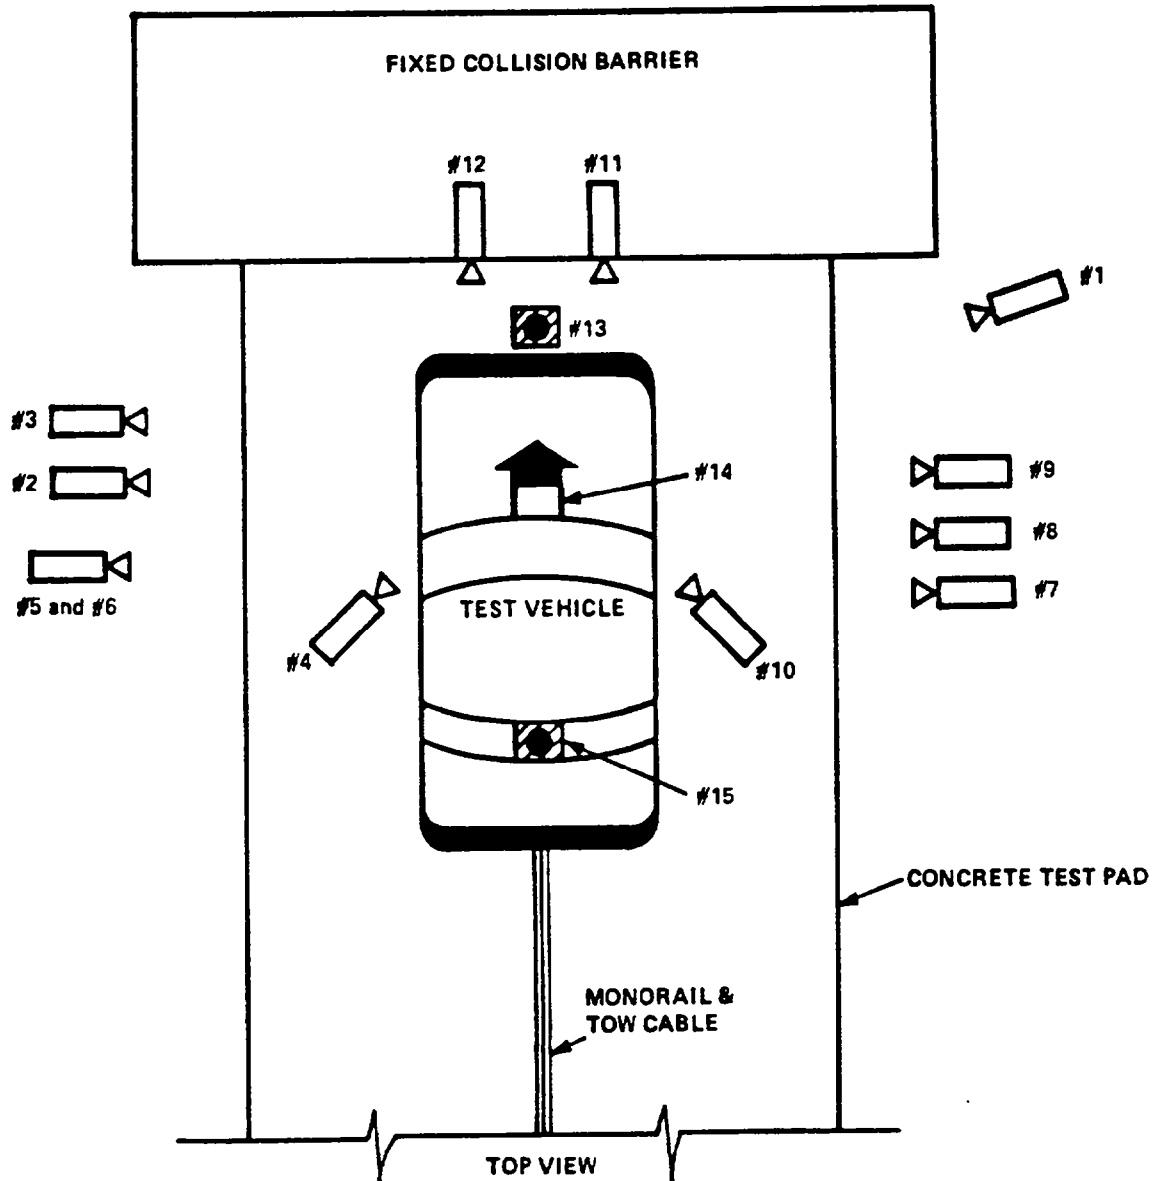 FIXED COLLISION BARRIER
#12
#11
#1
#13
#3
#2
#14
#9
#8
#5 and #6
#7
TEST VEHICLE
#4
#10
#15
CONCRETE TEST PAD
MONORAIL &
TOW CABLE
TOP VIEW